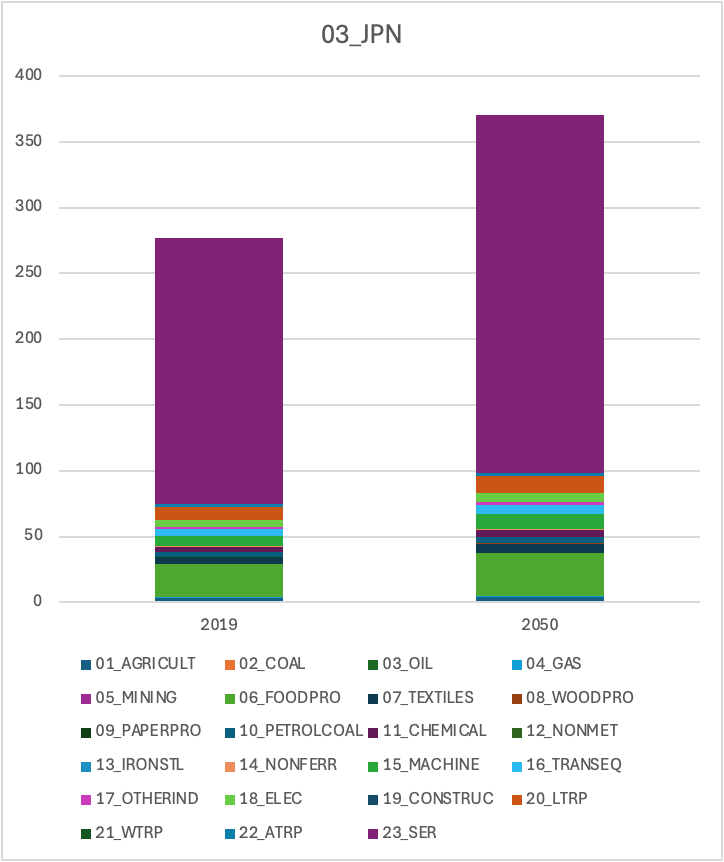 03_JPN
400
350
300
250
200
150
100
50
0
2019 2050
01_AGRICULT 02_COAL 03_OIL 04_GAS
05_MINING 06_FOODPRO 07_TEXTILES 08_WOODPRO
09_PAPERPRO 10_PETROLCOAL 11_CHEMICAL 12_NONMET
13_IRONSTL 14_NONFERR 15_MACHINE 16_TRANSEQ
17_OTHERIND 18_ELEC 19_CONSTRUC 20_LTRP
21_WTRP 22_ATRP 23_SER